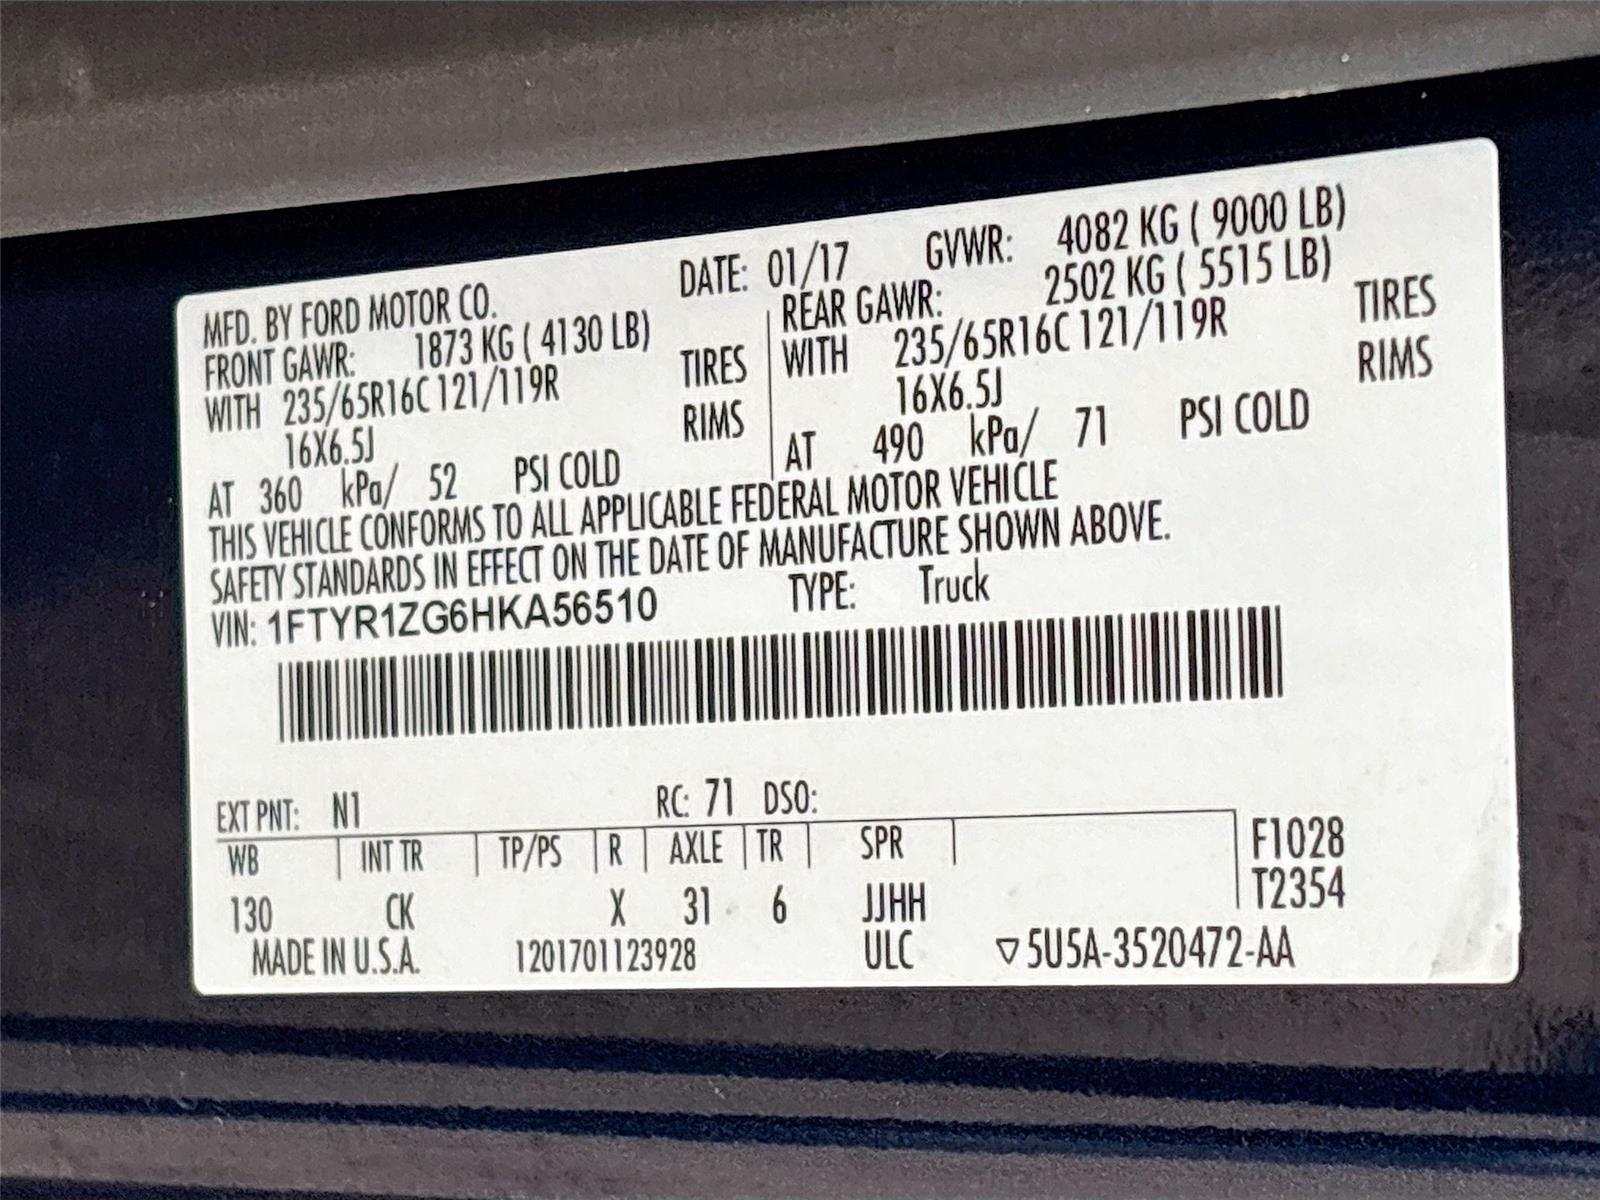 MFD. BY FORD MOTOR CO. DATE: 01/17 GVWR: 4082 KG ( 9000 LB)
FRONT GAWR: 1873 KG ( 4130 LB) REAR GAWR: 2502 KG ( 5515 LB)
WITH 235/65R16C 121/119R TIRES WITH 235/65R16C 121/119R TIRES
16X6.5J RIMS 16X6.5J RIMS
AT 360 kPa/ 52 PSI COLD AT 490 kPa/ 71 PSI COLD
THIS VEHICLE CONFORMS TO ALL APPLICABLE FEDERAL MOTOR VEHICLE
SAFETY STANDARDS IN EFFECT ON THE DATE OF MANUFACTURE SHOWN ABOVE.
VIN: 1FTYR1ZG6HKA56510 TYPE: Truck
EXT PNT: N1 RC: 71 DSO:
WB INT TR TP/PS R AXLE TR SPR F1028
130 CK X 31 6 JJHH T2354
MADE IN U.S.A. 1201701123928 ULC ▽5U5A-3520472-AA